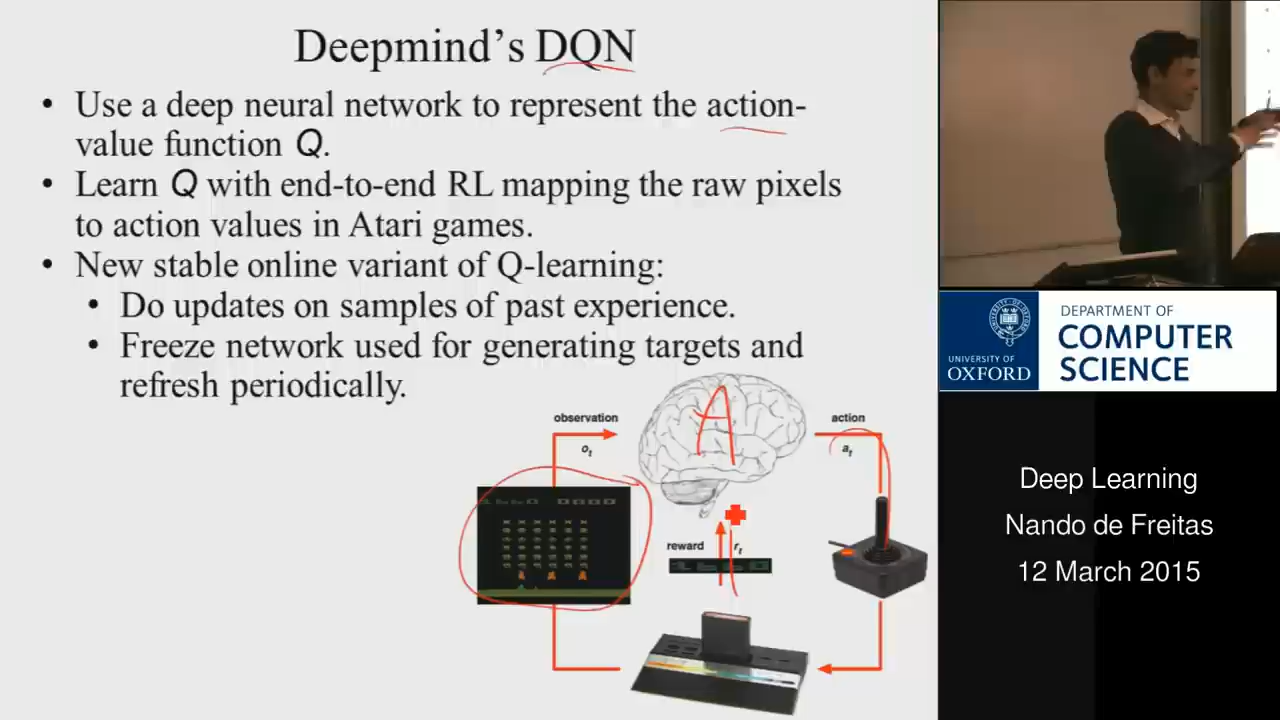 Deepmind's DQN
• Use a deep neural network to represent the action-
value function Q.
• Learn Q with end-to-end RL mapping the raw pixels
to action values in Atari games.
• New stable online variant of Q-learning:
• Do updates on samples of past experience.
• Freeze network used for generating targets and
refresh periodically.
observation
o_t
A
action
a_t
reward
r_t
UNIVERSITY OF
OXFORD
DEPARTMENT OF
COMPUTER
SCIENCE
Deep Learning
Nando de Freitas
12 March 2015